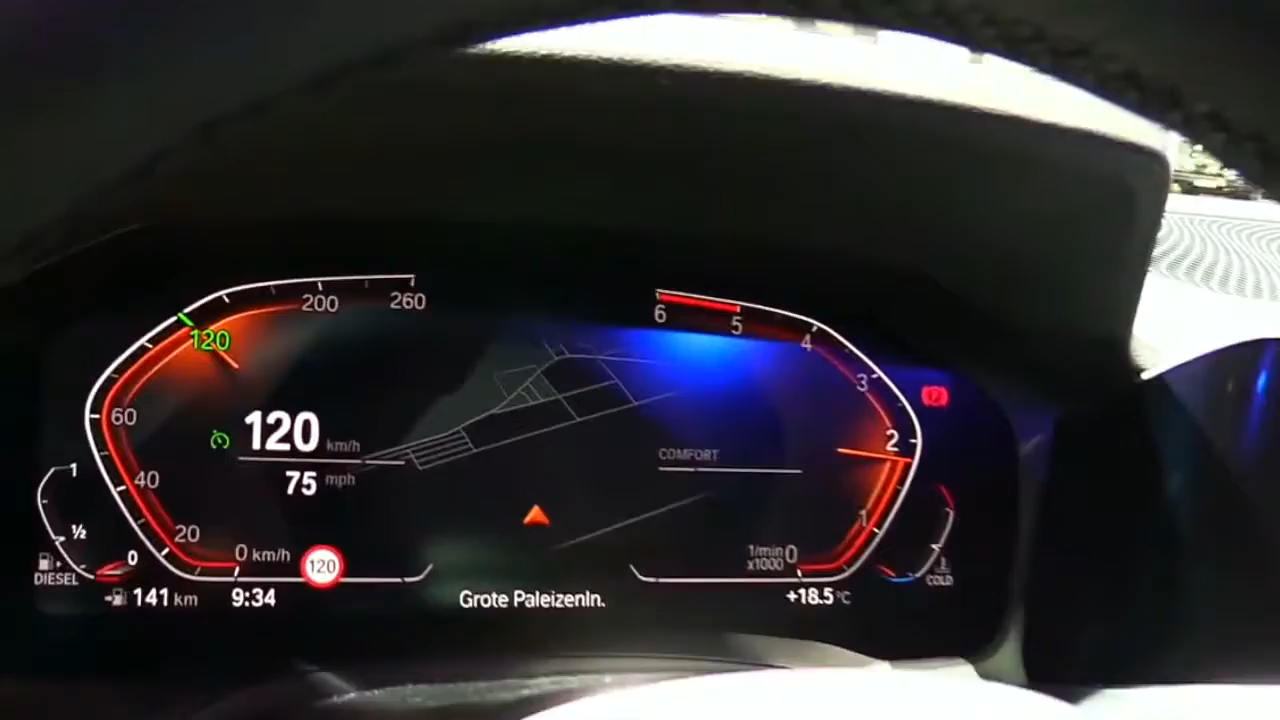 200
260
120
60
40
20
0 km/h
120 km/h
75 mph
120
1
½
0
DIESEL
141 km
9:34
Grote Paleizenln.
COMFORT
6
5
4
3
2
1
0
1/min
x1000
+18.5 °C
COLD
(P)